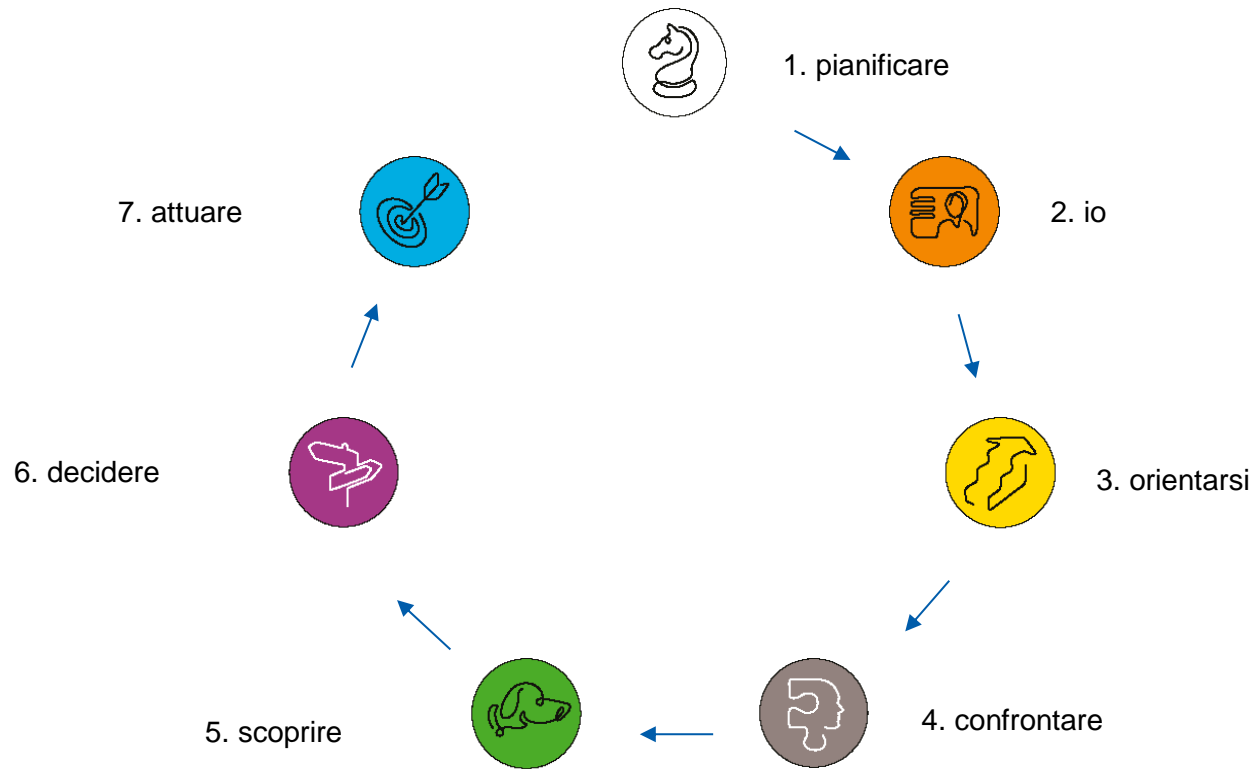 1. pianificare
2. io
3. orientarsi
4. confrontare
5. scoprire
6. decidere
7. attuare